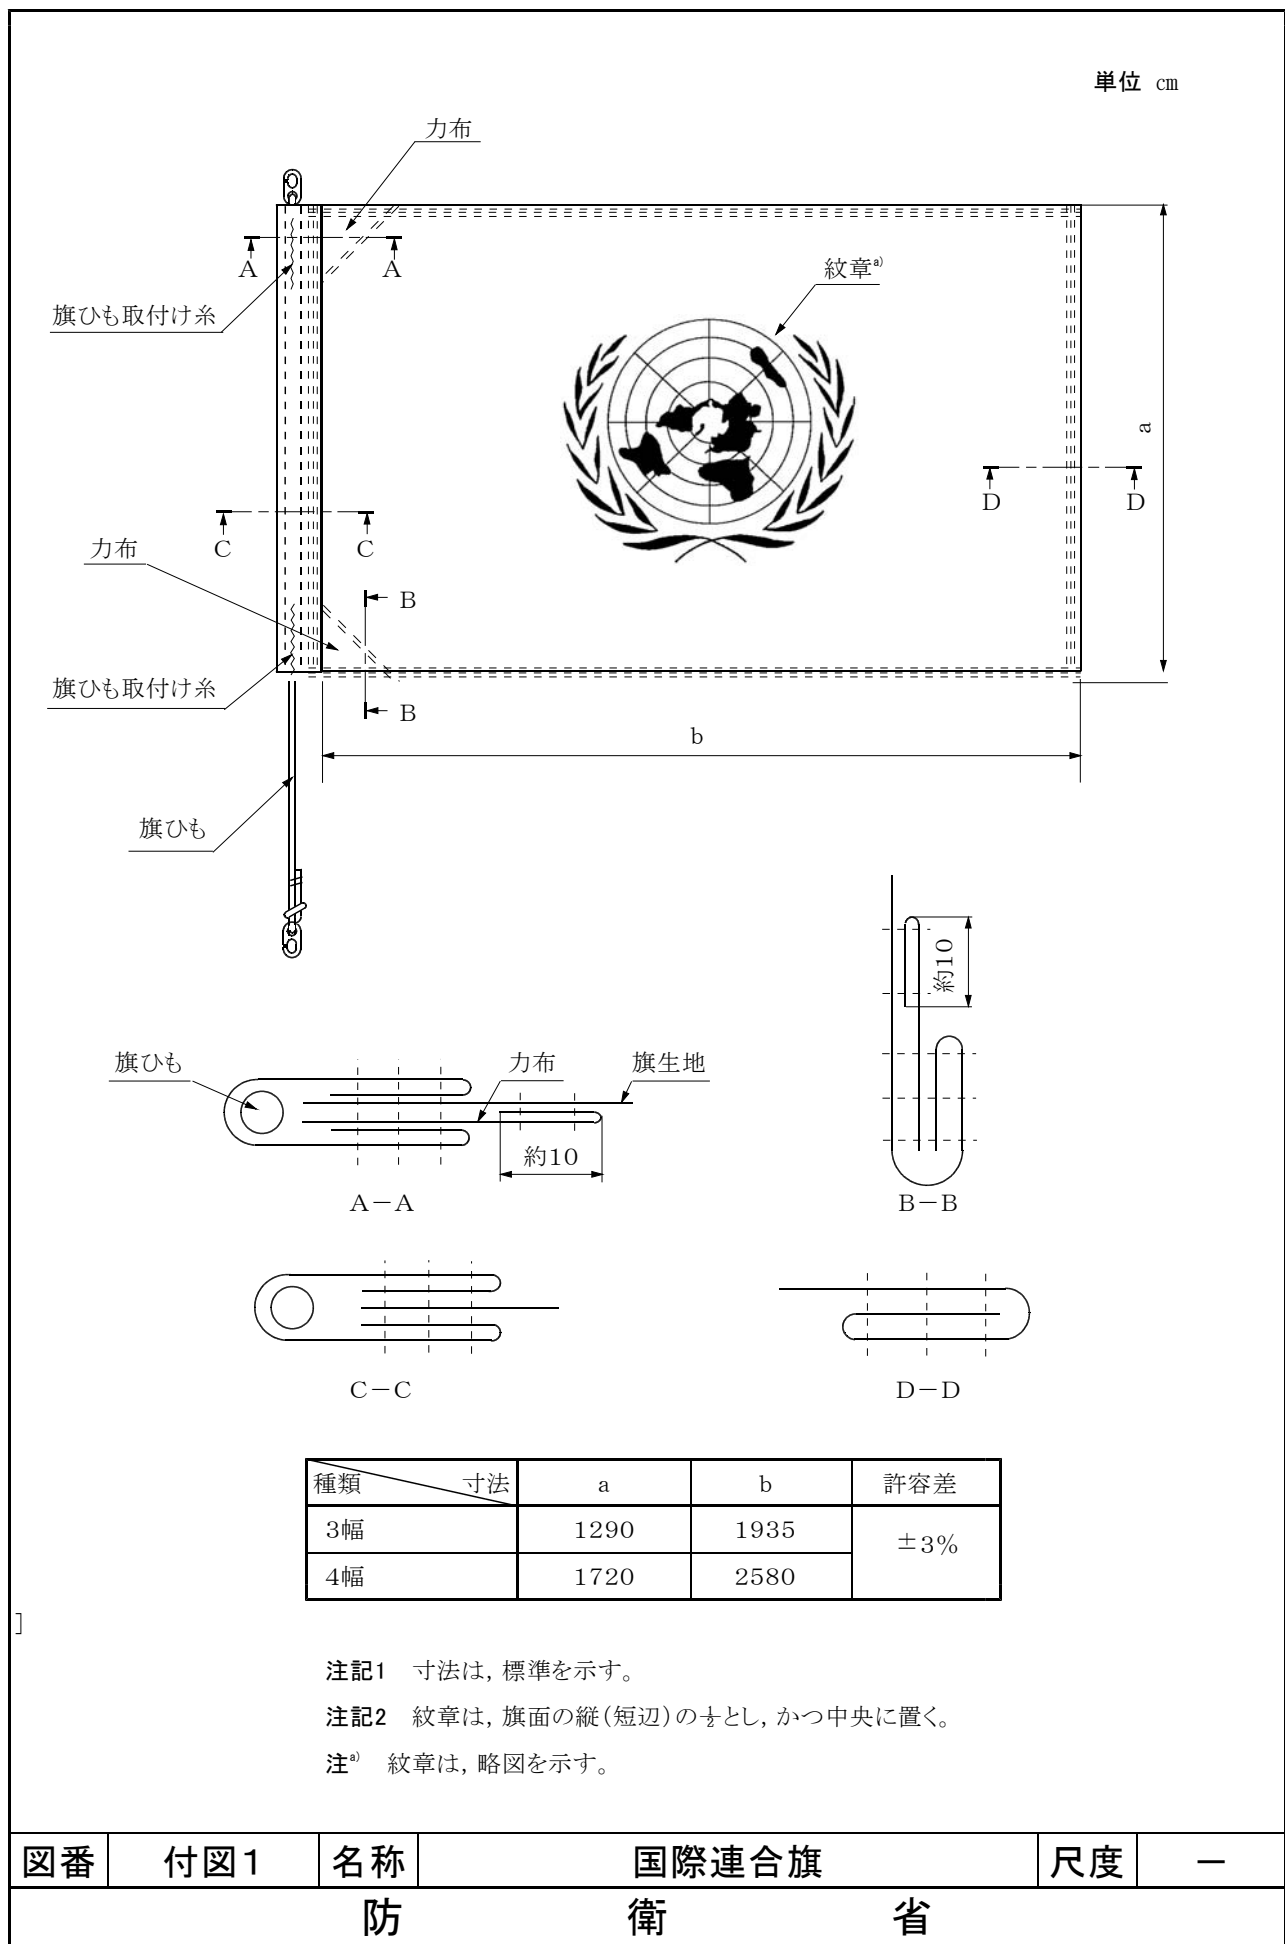 単位 cm
力布
A A
紋章a)
旗ひも取付け糸
a
D D
C C
力布
B
旗ひも取付け糸
B
b
旗ひも
約10
旗ひも 力布 旗生地
約10
A－A
B－B
C－C
D－D
種類 寸法 a b 許容差
3幅 1290 1935 ±3%
4幅 1720 2580
]
注記1 寸法は, 標準を示す。
注記2 紋章は, 旗面の縦(短辺)の½とし, かつ中央に置く。
注a) 紋章は, 略図を示す。
図番 付図1 名称 国際連合旗 尺度 －
防衛省